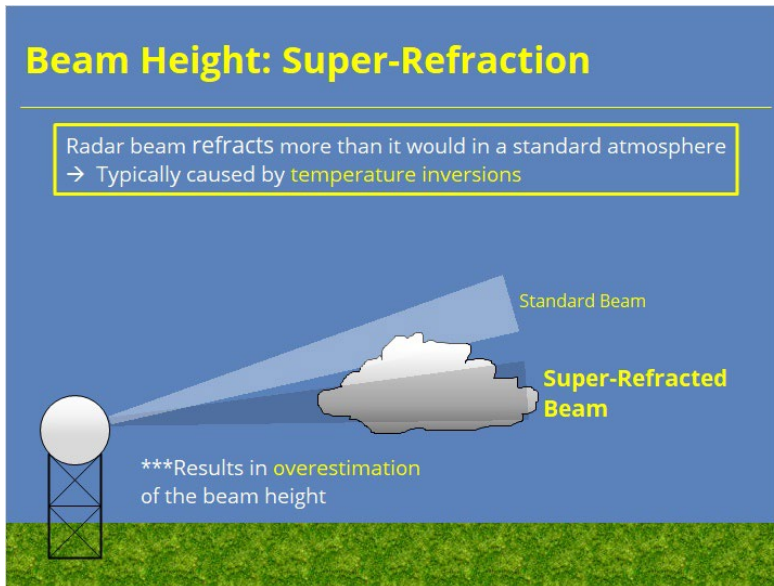 Beam Height: Super-Refraction
Radar beam refracts more than it would in a standard atmosphere
→ Typically caused by temperature inversions
Standard Beam
Super-Refracted
Beam
***Results in overestimation
of the beam height